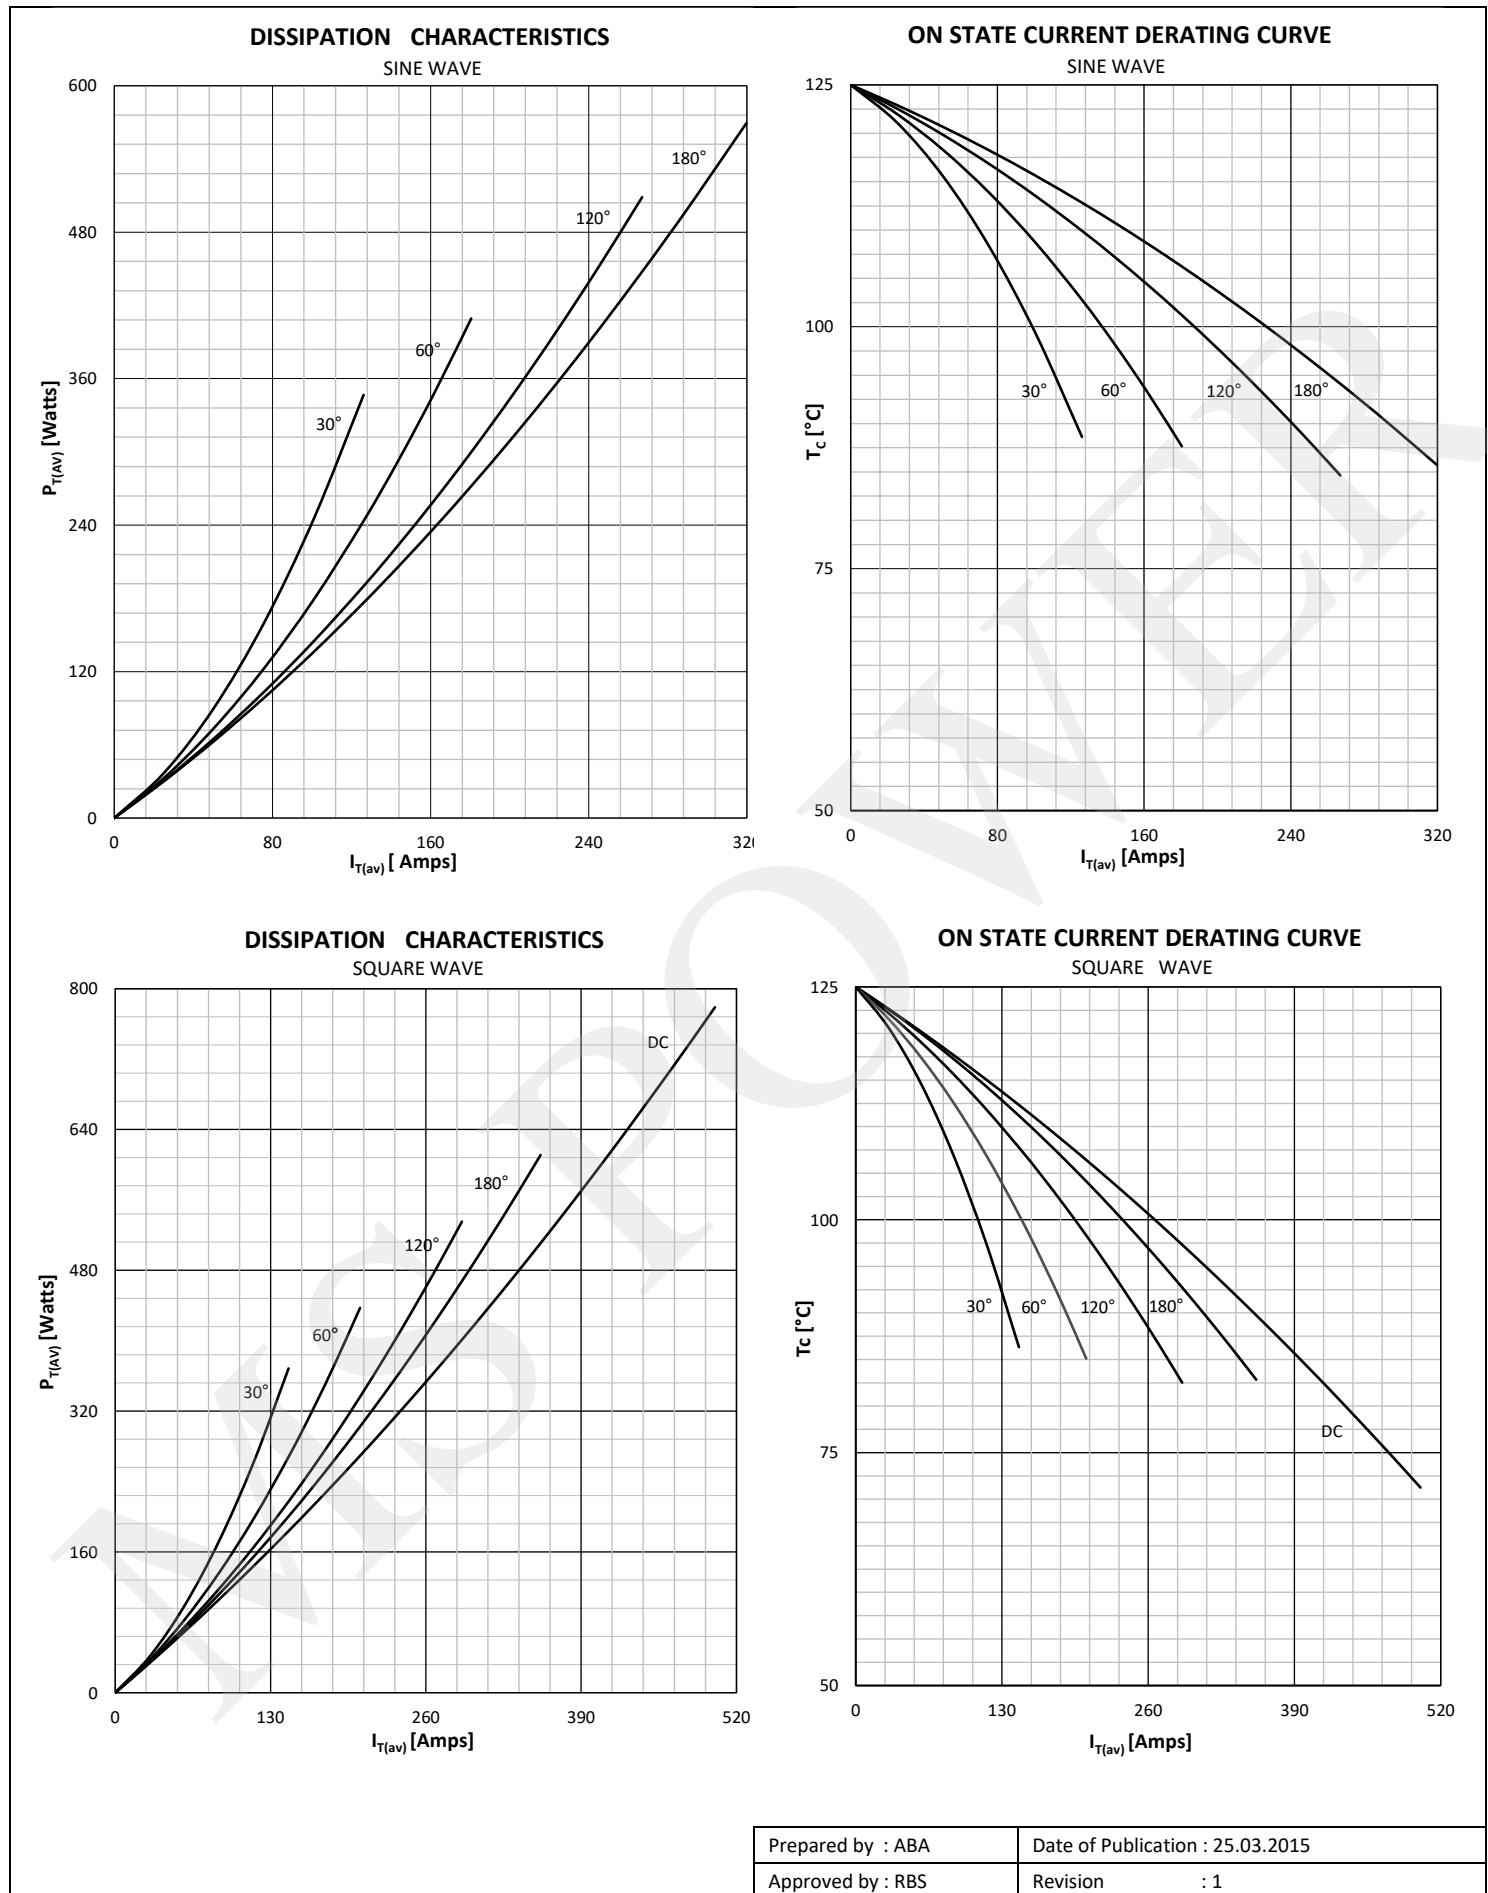 DISSIPATION CHARACTERISTICS
SINE WAVE
600
480
360
240
120
0
0 80 160 240 32
180°
120°
60°
30°
P_T(AV) [Watts]
I_T(av) [ Amps]
ON STATE CURRENT DERATING CURVE
SINE WAVE
125
100
75
50
0 80 160 240 320
30° 60° 120° 180°
T_C [°C]
I_T(av) [Amps]
DISSIPATION CHARACTERISTICS
SQUARE WAVE
800
640
480
320
160
0
0 130 260 390 520
DC
180°
120°
60°
30°
P_T(AV) [Watts]
I_T(av) [Amps]
ON STATE CURRENT DERATING CURVE
SQUARE WAVE
125
100
75
50
0 130 260 390 520
30° 60° 120° 180°
DC
Tc [°C]
I_T(av) [Amps]
MS POWER
Prepared by : ABA
Date of Publication : 25.03.2015
Approved by : RBS
Revision : 1